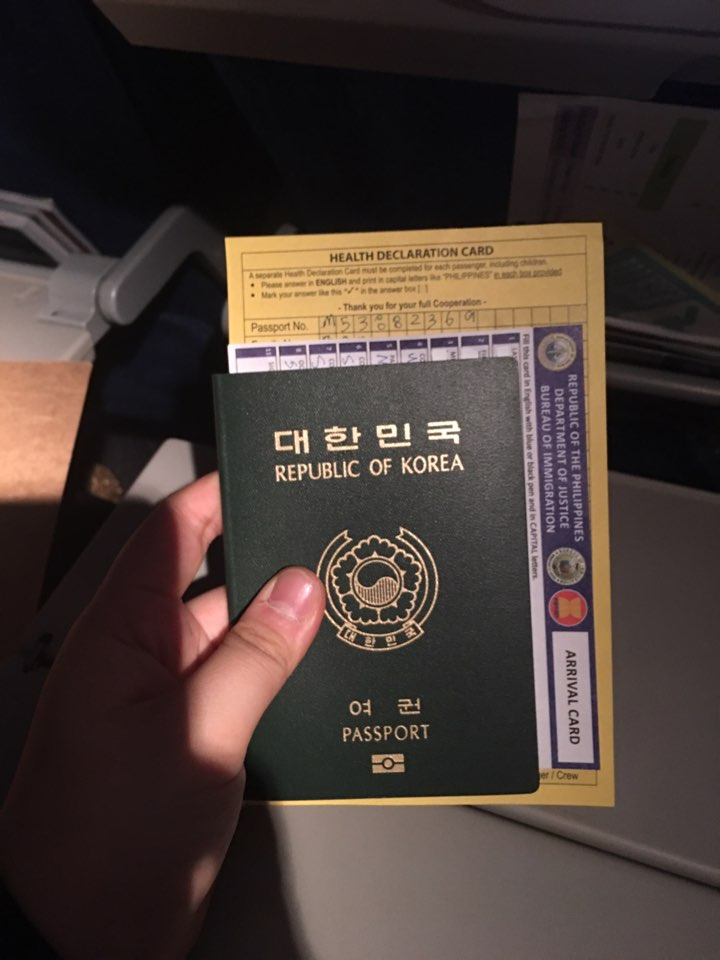 HEALTH DECLARATION CARD
A separate Health Declaration Card must be completed for each passenger, including children.
Please answer in ENGLISH and print in capital letters like "PHILIPPINES" in each box provided
Mark your answer like this "✓" in the answer box [ ]
- Thank you for your full Cooperation -
Passport No. M53882369
REPUBLIC OF THE PHILIPPINES
DEPARTMENT OF JUSTICE
BUREAU OF IMMIGRATION
ARRIVAL CARD
Fill this card in English with blue or black pen and in CAPITAL letters.
대한민국
REPUBLIC OF KOREA
대한민국
여권
PASSPORT
/ Crew